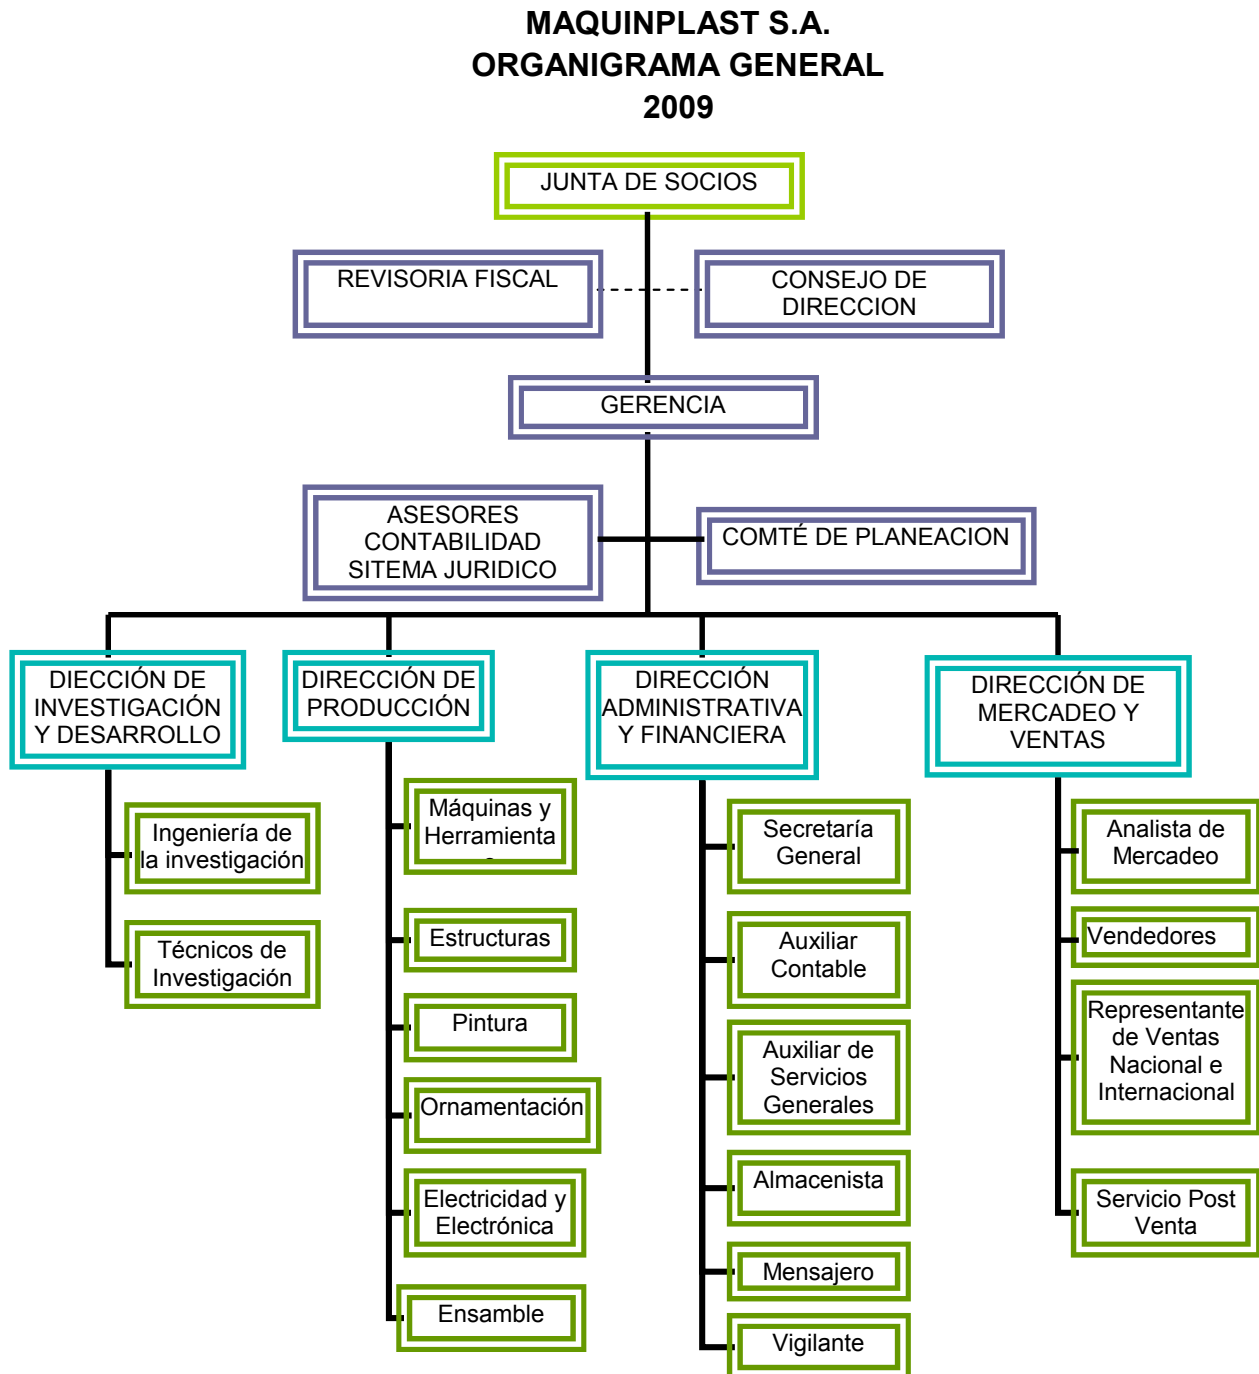 MAQUINPLAST S.A.
ORGANIGRAMA GENERAL
2009
JUNTA DE SOCIOS
REVISORIA FISCAL
CONSEJO DE
DIRECCION
GERENCIA
ASESORES
CONTABILIDAD
SITEMA JURIDICO
COMTÉ DE PLANEACION
DIECCIÓN DE
INVESTIGACIÓN
Y DESARROLLO
DIRECCIÓN DE
PRODUCCIÓN
DIRECCIÓN
ADMINISTRATIVA
Y FINANCIERA
DIRECCIÓN DE
MERCADEO Y
VENTAS
Ingeniería de
la investigación
Técnicos de
Investigación
Máquinas y
Herramienta
Estructuras
Pintura
Ornamentación
Electricidad y
Electrónica
Ensamble
Secretaría
General
Auxiliar
Contable
Auxiliar de
Servicios
Generales
Almacenista
Mensajero
Vigilante
Analista de
Mercadeo
Vendedores
Representante
de Ventas
Nacional e
Internacional
Servicio Post
Venta